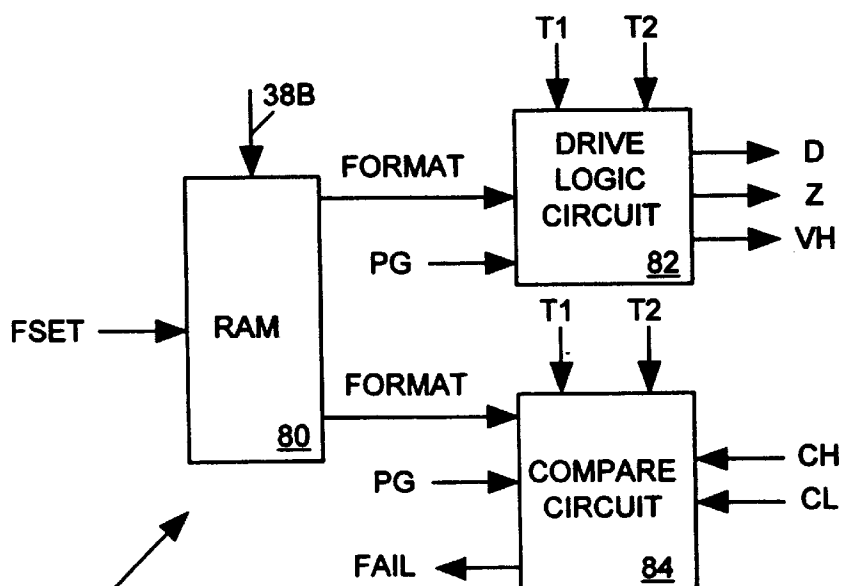 T1 T2
38B
DRIVE
LOGIC
CIRCUIT
82
FORMAT
PG
D
Z
VH
FSET
RAM
80
T1 T2
FORMAT
PG
COMPARE
CIRCUIT
84
CH
CL
FAIL